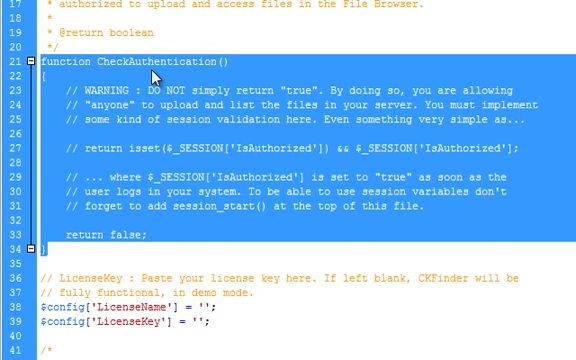 17 * authorized to upload and access files in the File Browser.
18 *
19 * @return boolean
20 */
21 function CheckAuthentication()
22 {
23 // WARNING : DO NOT simply return "true". By doing so, you are allowing
24 // "anyone" to upload and list the files in your server. You must implement
25 // some kind of session validation here. Even something very simple as...
26
27 // return isset($_SESSION['IsAuthorized']) && $_SESSION['IsAuthorized'];
28
29 // ... where $_SESSION['IsAuthorized'] is set to "true" as soon as the
30 // user logs in your system. To be able to use session variables don't
31 // forget to add session_start() at the top of this file.
32
33 return false;
34 }
35
36 // LicenseKey : Paste your license key here. If left blank, CKFinder will be
37 // fully functional, in demo mode.
38 $config['LicenseName'] = '';
39 $config['LicenseKey'] = '';
40
41 /*